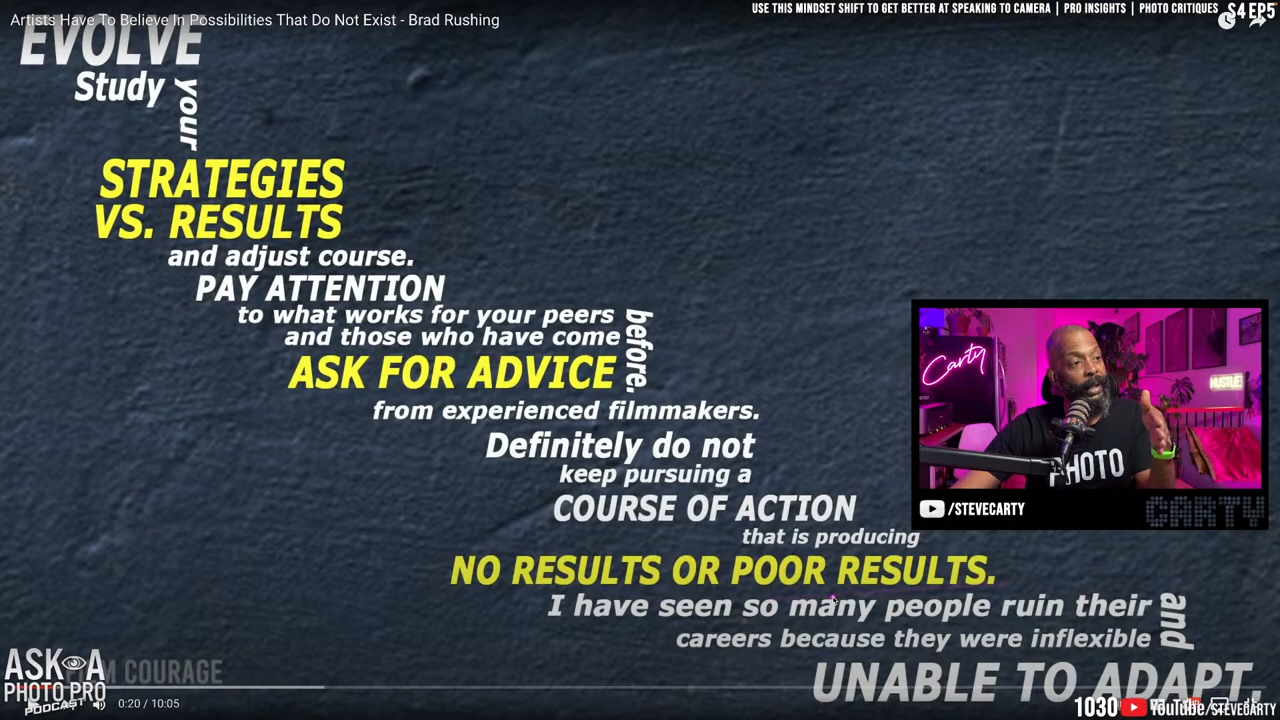 Artists Have To Believe In Possibilities That Do Not Exist - Brad Rushing
USE THIS MINDSET SHIFT TO GET BETTER AT SPEAKING TO CAMERA | PRO INSIGHTS | PHOTO CRITIQUES
S4 EP5
EVOLVE
Study your
STRATEGIES
VS. RESULTS
and adjust course.
PAY ATTENTION
to what works for your peers
and those who have come before.
ASK FOR ADVICE
from experienced filmmakers.
Definitely do not
keep pursuing a
COURSE OF ACTION
that is producing
NO RESULTS OR POOR RESULTS.
I have seen so many people ruin their
careers because they were inflexible and
UNABLE TO ADAPT.
Carty
HUSTLE
PHOTO
/STEVECARTY
CARTY
ASK A
PHOTO PRO
PODCAST
COURAGE
0:20 / 10:05
1030
Youtube/STEVECARTY